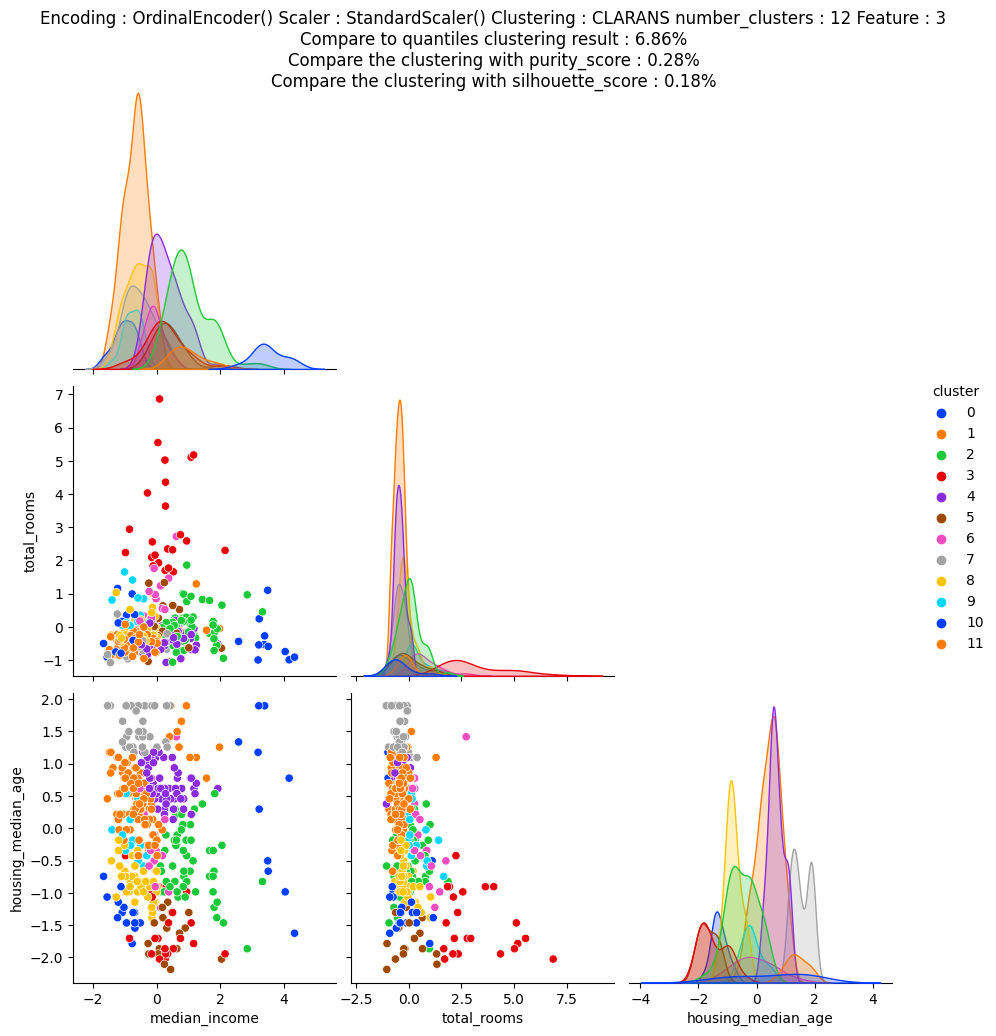 Encoding : OrdinalEncoder() Scaler : StandardScaler() Clustering : CLARANS number_clusters : 12 Feature : 3
Compare to quantiles clustering result : 6.86%
Compare the clustering with purity_score : 0.28%
Compare the clustering with silhouette_score : 0.18%
7
6
5
4
3
2
1
0
−1
total_rooms
cluster
0
1
2
3
4
5
6
7
8
9
10
11
2.0
1.5
1.0
0.5
0.0
−0.5
−1.0
−1.5
−2.0
housing_median_age
−2 0 2 4
median_income
−2.5 0.0 2.5 5.0 7.5
total_rooms
−4 −2 0 2 4
housing_median_age